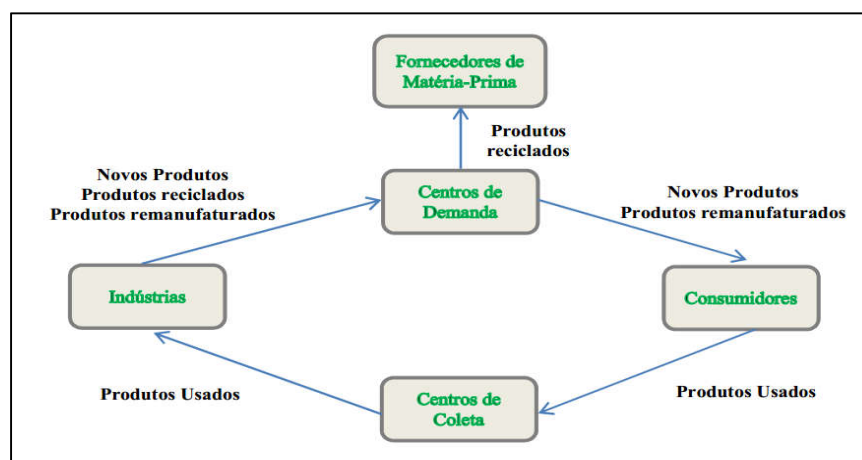 Fornecedores de
Matéria-Prima
Produtos
reciclados
Novos Produtos
Produtos reciclados
Produtos remanufaturados
Centros de
Demanda
Novos Produtos
Produtos remanufaturados
Indústrias
Consumidores
Produtos Usados
Centros de
Coleta
Produtos Usados